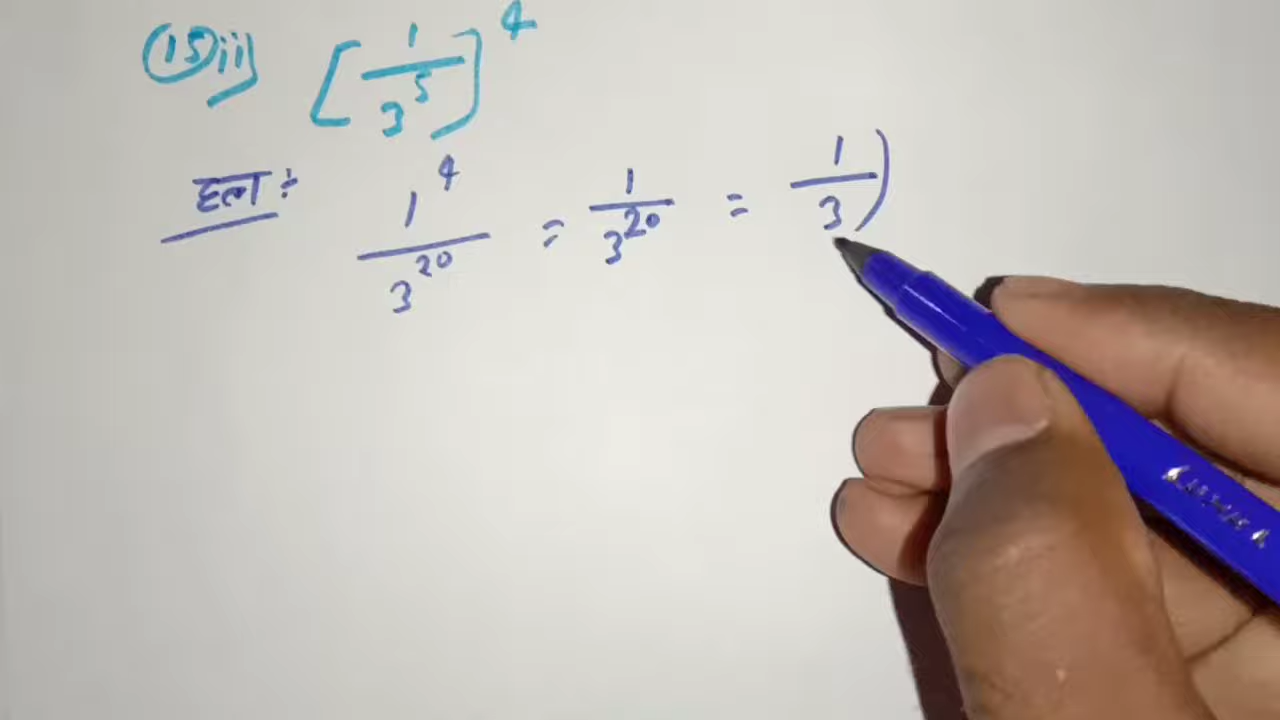 15 ii) [1/3^5]^4
हल÷ 1^4/3^20 = 1/3^20 = 1/3)